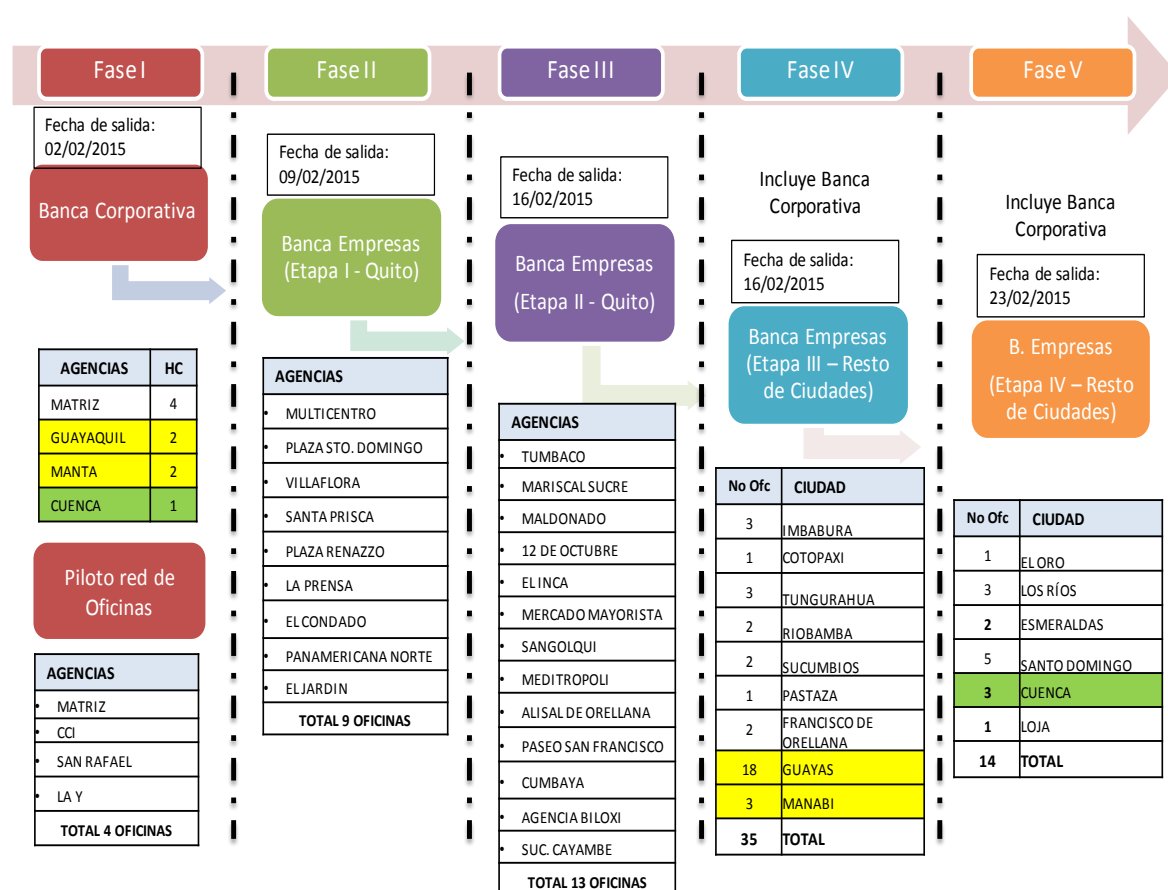 Fase I
Fase II
Fase III
Fase IV
Fase V
Fecha de salida:
02/02/2015
Banca Corporativa
AGENCIAS HC
MATRIZ 4
GUAYAQUIL 2
MANTA 2
CUENCA 1
Piloto red de
Oficinas
AGENCIAS
• MATRIZ
• CCI
• SAN RAFAEL
• LA Y
TOTAL 4 OFICINAS
Fecha de salida:
09/02/2015
Banca Empresas
(Etapa I - Quito)
AGENCIAS
• MULTICENTRO
• PLAZA STO. DOMINGO
• VILLAFLORA
• SANTA PRISCA
• PLAZA RENAZZO
• LA PRENSA
• EL CONDADO
• PANAMERICANA NORTE
• EL JARDIN
TOTAL 9 OFICINAS
Fecha de salida:
16/02/2015
Banca Empresas
(Etapa II - Quito)
AGENCIAS
• TUMBACO
• MARISCAL SUCRE
• MALDONADO
• 12 DE OCTUBRE
• EL INCA
• MERCADO MAYORISTA
• SANGOLQUI
• MEDITROPOLI
• ALISAL DE ORELLANA
• PASEO SAN FRANCISCO
• CUMBAYA
• AGENCIA BILOXI
• SUC. CAYAMBE
TOTAL 13 OFICINAS
Incluye Banca
Corporativa
Fecha de salida:
16/02/2015
Banca Empresas
(Etapa III – Resto
de Ciudades)
No Ofc CIUDAD
3 IMBABURA
1 COTOPAXI
3 TUNGURAHUA
2 RIOBAMBA
2 SUCUMBIOS
1 PASTAZA
2 FRANCISCO DE
ORELLANA
18 GUAYAS
3 MANABI
35 TOTAL
Incluye Banca
Corporativa
Fecha de salida:
23/02/2015
B. Empresas
(Etapa IV – Resto
de Ciudades)
No Ofc CIUDAD
1 EL ORO
3 LOS RÍOS
2 ESMERALDAS
5 SANTO DOMINGO
3 CUENCA
1 LOJA
14 TOTAL